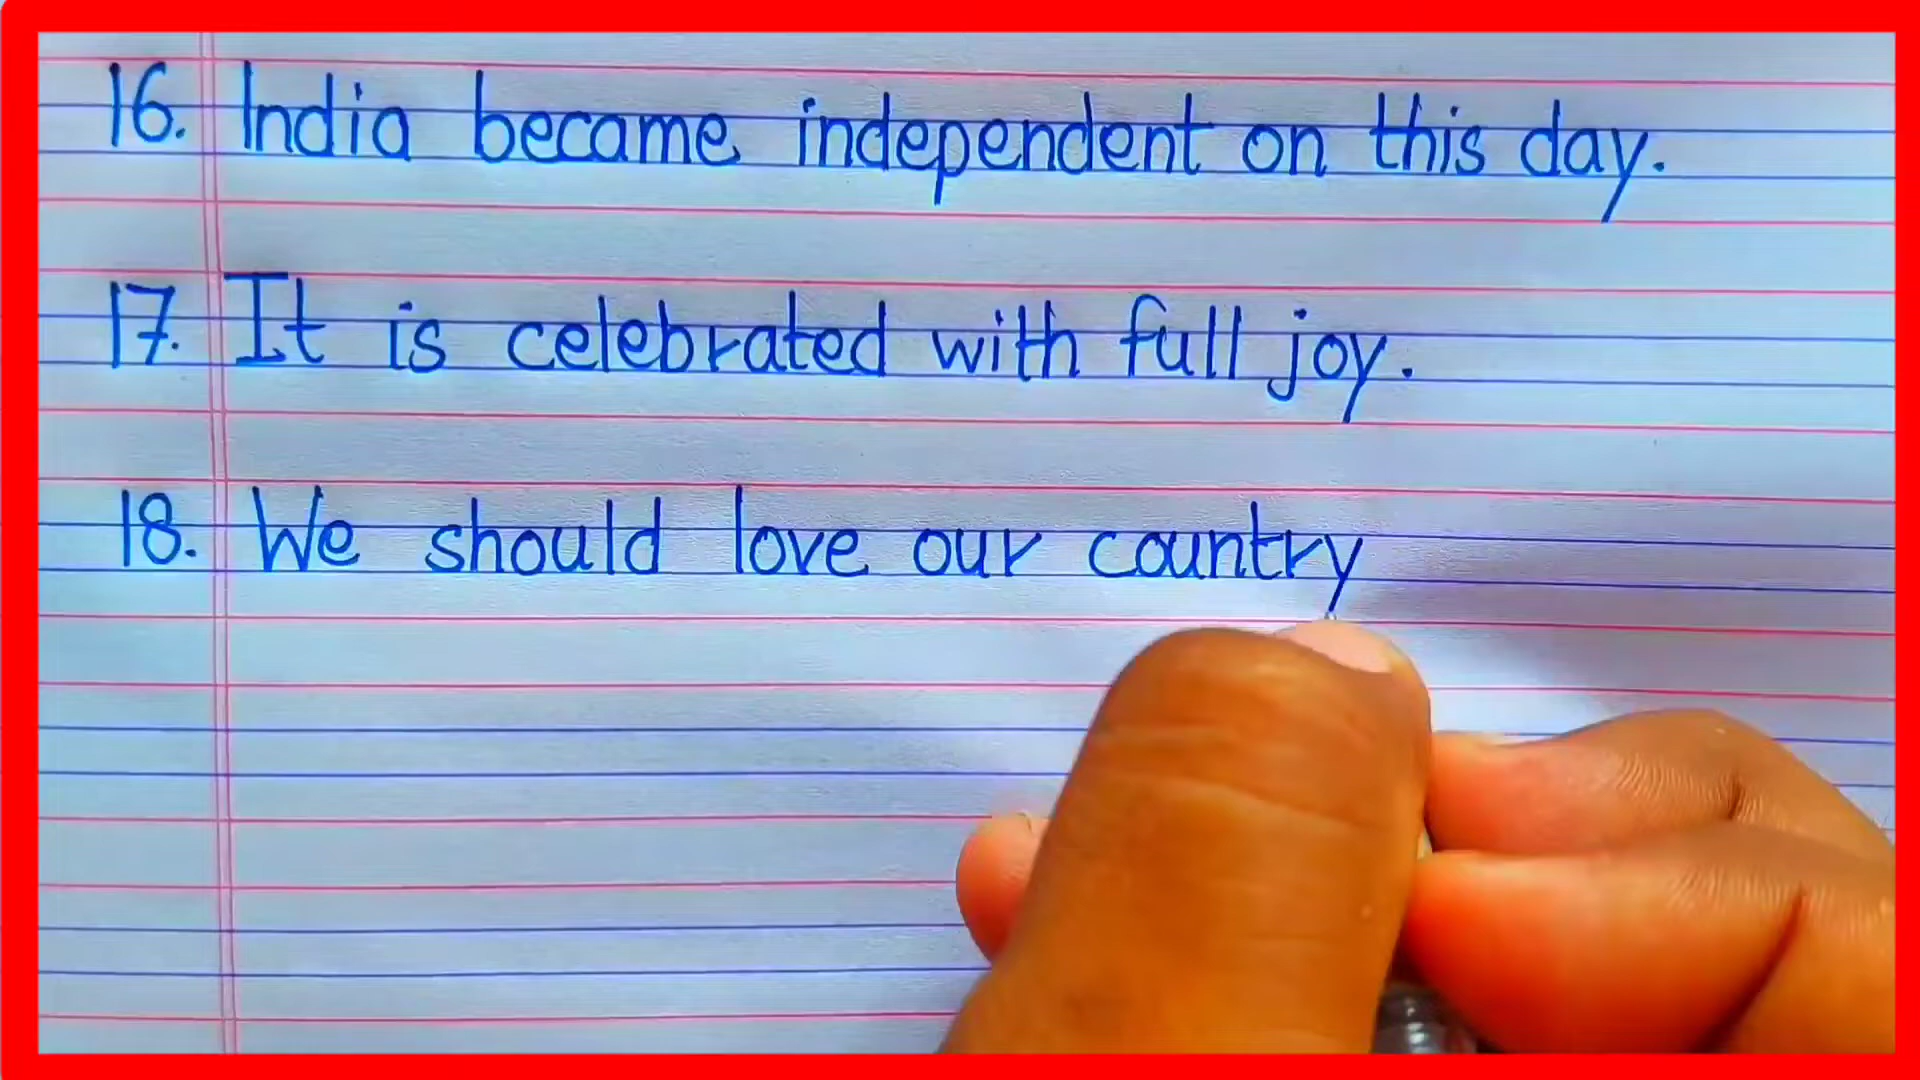 16. India became independent on this day.
17. It is celebrated with full joy.
18. We should love our country